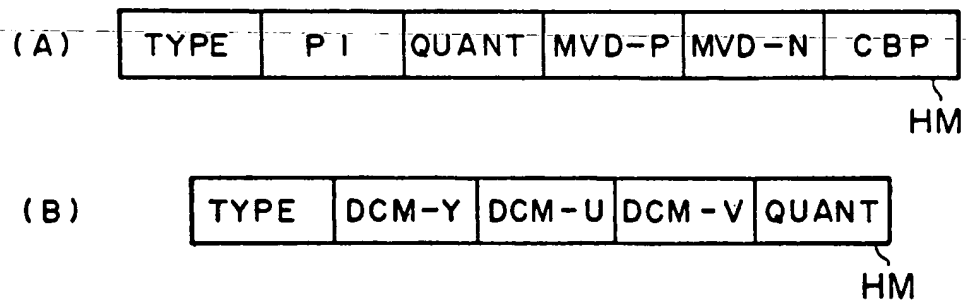 (A) TYPE PI QUANT MVD-P MVD-N CBP
HM
(B) TYPE DCM-Y DCM-U DCM-V QUANT
HM